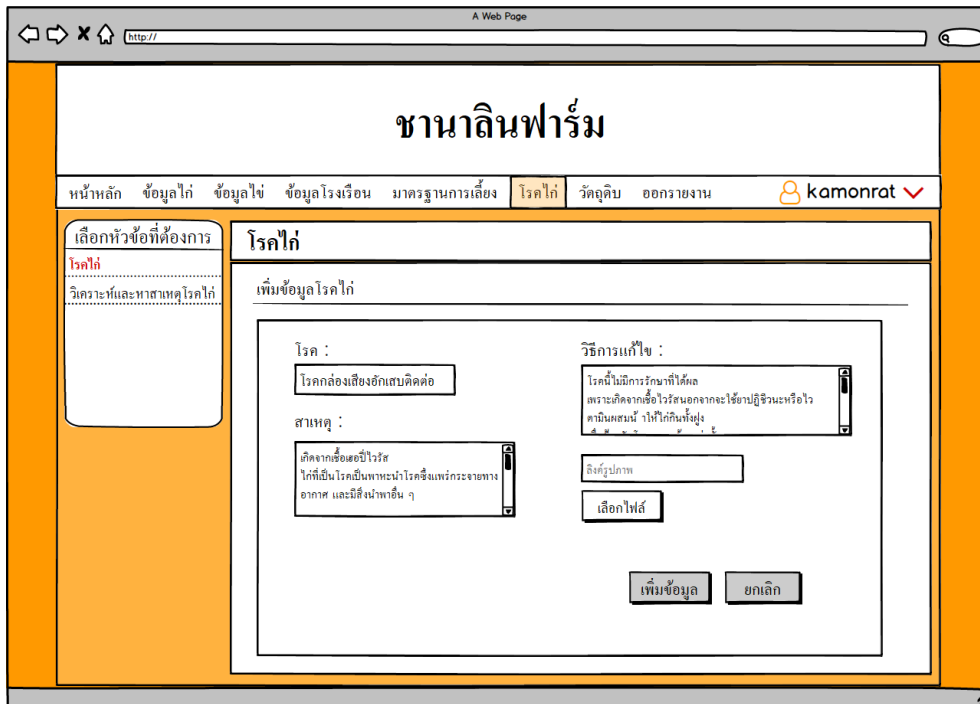 A Web Page
http://
ชานาลินฟาร์ม
หน้าหลัก ข้อมูลไก่ ข้อมูลไข่ ข้อมูลโรงเรือน มาตรฐานการเลี้ยง โรคไก่ วัตถุดิบ ออกรายงาน kamonrat
เลือกหัวข้อที่ต้องการ
โรคไก่
วิเคราะห์และหาสาเหตุโรคไก่
โรคไก่
เพิ่มข้อมูลโรคไก่
โรค :
โรคกล่องเสียงอักเสบติดต่อ
สาเหตุ :
เกิดจากเชื้อเฮอปี่ไวรัส
ไก่ที่เป็นโรคเป็นพาหะนำโรคซึ่งแพร่กระจายทาง
อากาศ และมีสิ่งนำพาอื่น ๆ
วิธีการแก้ไข :
โรคนี้ไม่มีการรักษาที่ได้ผล
เพราะเกิดจากเชื้อไวรัสนอกจากจะใช้ยาปฏิชีวนะหรือไว
ตามินผสมน้ ำให้ไก่กินทั้งฝูง
ลิงค์รูปภาพ
เลือกไฟล์
เพิ่มข้อมูล ยกเลิก